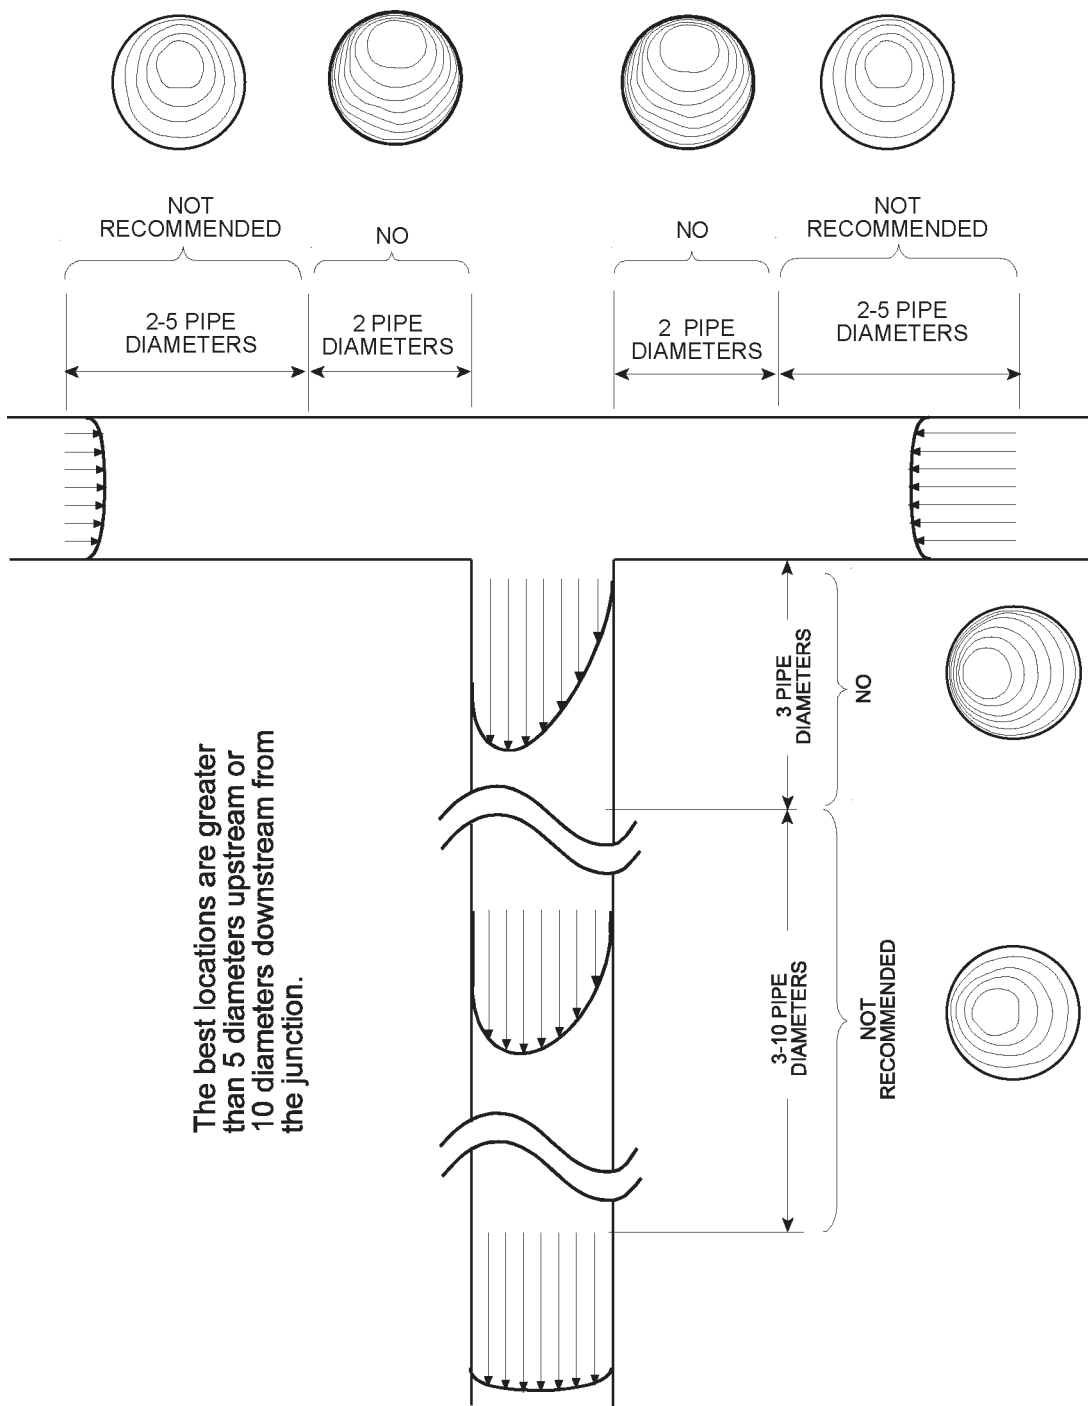 NOT
RECOMMENDED
NO
NO
NOT
RECOMMENDED
2-5 PIPE
DIAMETERS
2 PIPE
DIAMETERS
2 PIPE
DIAMETERS
2-5 PIPE
DIAMETERS
3 PIPE
DIAMETERS
NO
The best locations are greater
than 5 diameters upstream or
10 diameters downstream from
the junction.
3-10 PIPE
DIAMETERS
NOT
RECOMMENDED